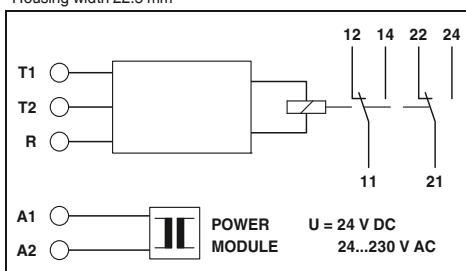 Housing width 22.5 mm
12 14 22 24
T1
T2
R
11 21
A1
A2
POWER MODULE
U = 24 V DC
24...230 V AC